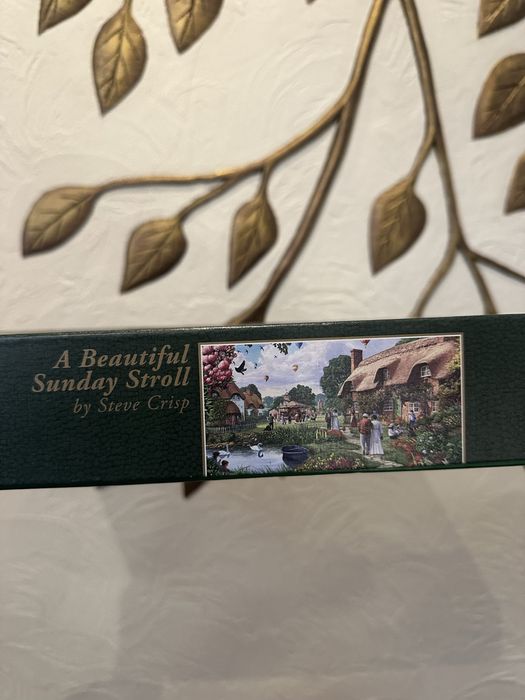 A Beautiful
Sunday Stroll
by Steve Crisp